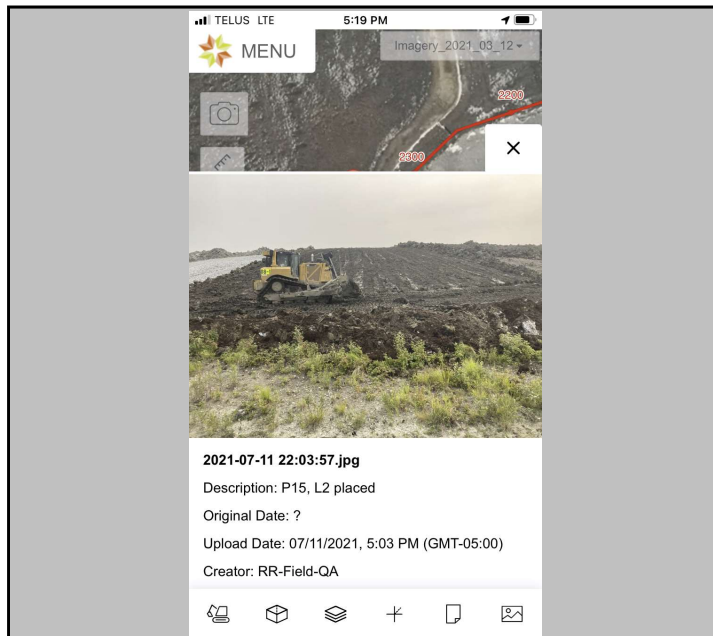 TELUS LTE 5:19 PM
MENU
Imagery_2021_03_12
2200
2300
2021-07-11 22:03:57.jpg
Description: P15, L2 placed
Original Date: ?
Upload Date: 07/11/2021, 5:03 PM (GMT-05:00)
Creator: RR-Field-QA